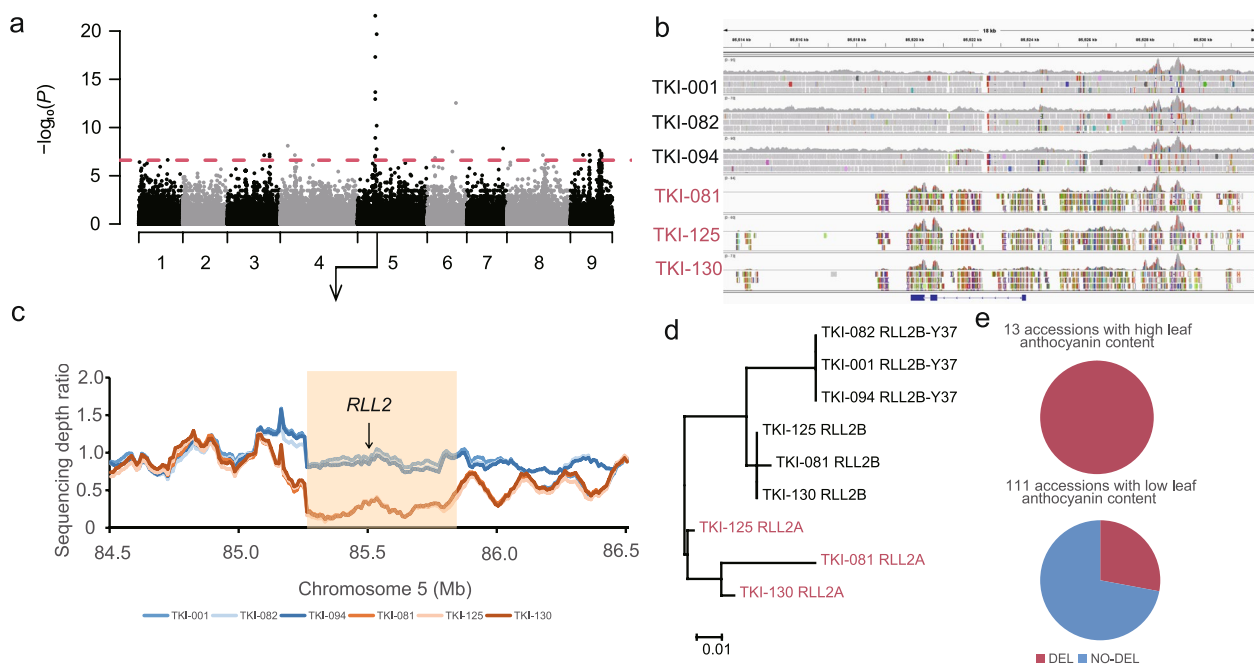 a
−log₁₀(P)
20
15
10
5
0
1 2 3 4 5 6 7 8 9
b
18 kb
TKI-001
TKI-082
TKI-094
TKI-081
TKI-125
TKI-130
c
Sequencing depth ratio
2.0
1.5
1.0
0.5
0
RLL2
84.5 85.0 85.5 86.0 86.5
Chromosome 5 (Mb)
TKI-001 TKI-082 TKI-094 TKI-081 TKI-125 TKI-130
d
TKI-082 RLL2B-Y37
TKI-001 RLL2B-Y37
TKI-094 RLL2B-Y37
TKI-125 RLL2B
TKI-081 RLL2B
TKI-130 RLL2B
TKI-125 RLL2A
TKI-081 RLL2A
TKI-130 RLL2A
0.01
e
13 accessions with high leaf
anthocyanin content
111 accessions with low leaf
anthocyanin content
DEL NO-DEL